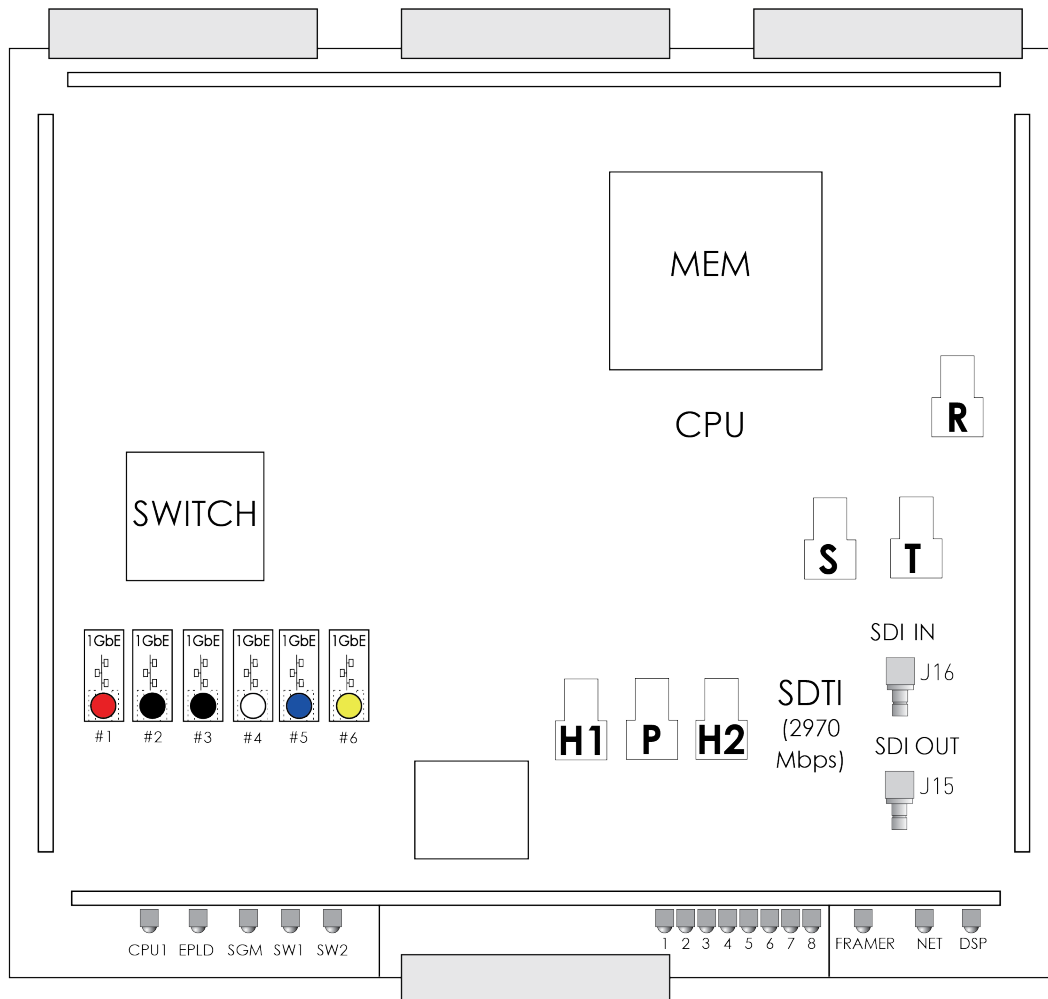 MEM
CPU
R
SWITCH
S
T
1GbE
1GbE
1GbE
1GbE
1GbE
1GbE
#1
#2
#3
#4
#5
#6
H1
P
H2
SDTI
(2970
Mbps)
SDI IN
J16
SDI OUT
J15
CPU1
EPLD
SGM
SW1
SW2
1
2
3
4
5
6
7
8
FRAMER
NET
DSP